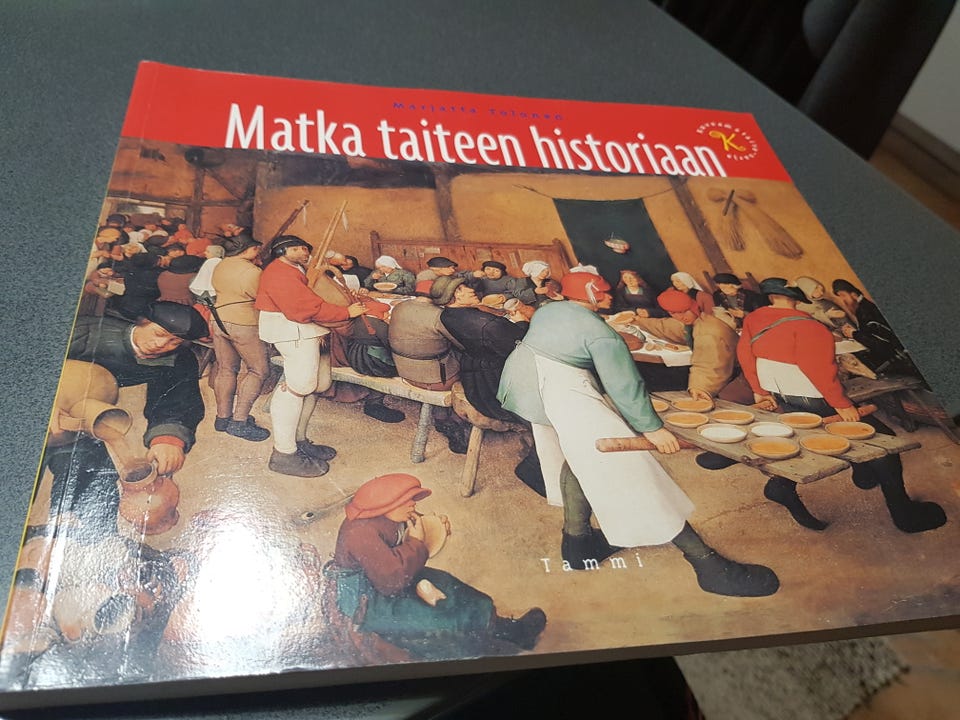 Marjatta Tolonen
Matka taiteen historiaan
K
Tammi